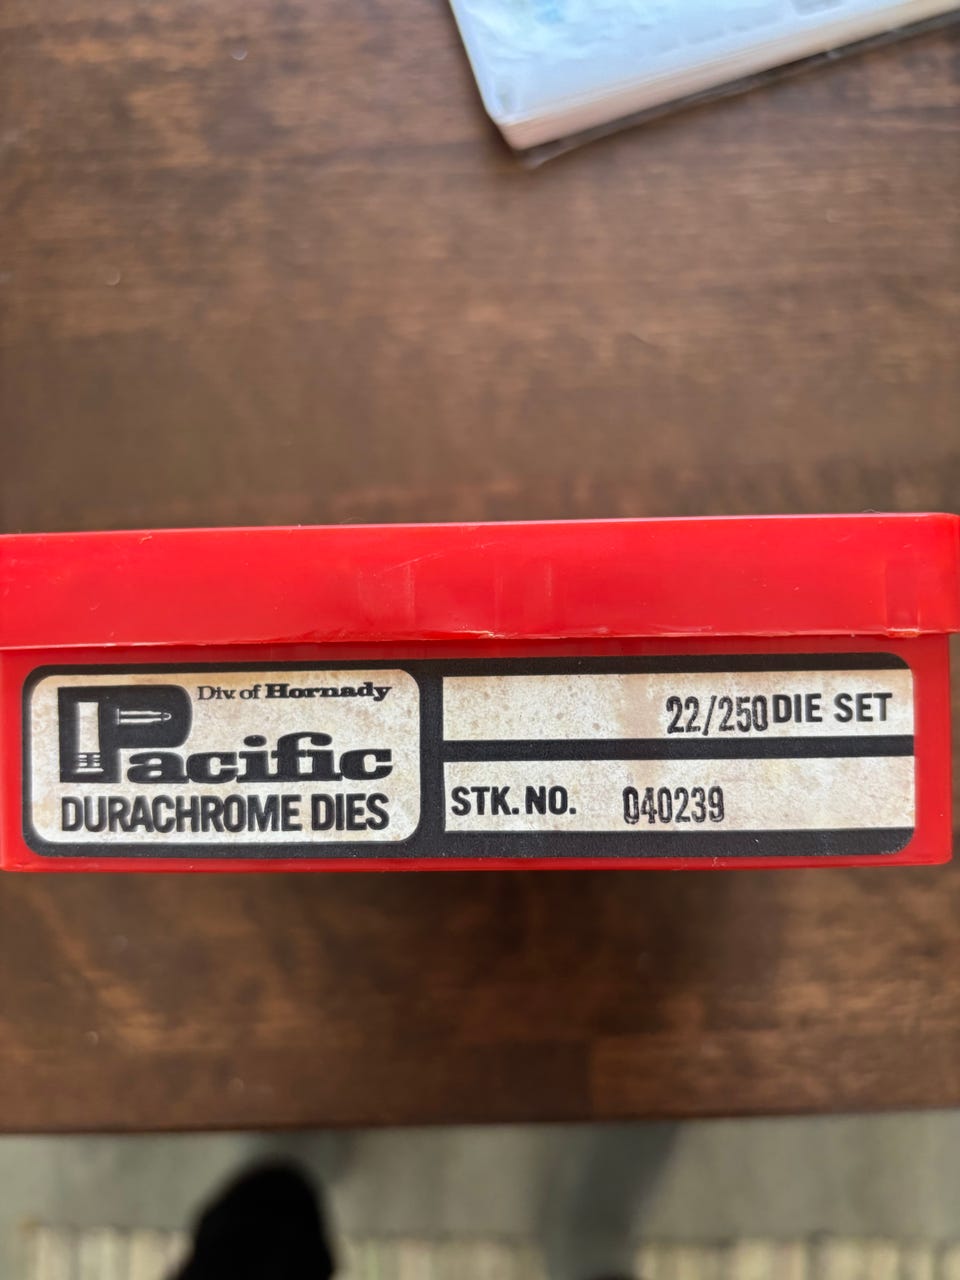 Div. of Hornady
Pacific
DURACHROME DIES
22/250 DIE SET
STK. NO. 040239